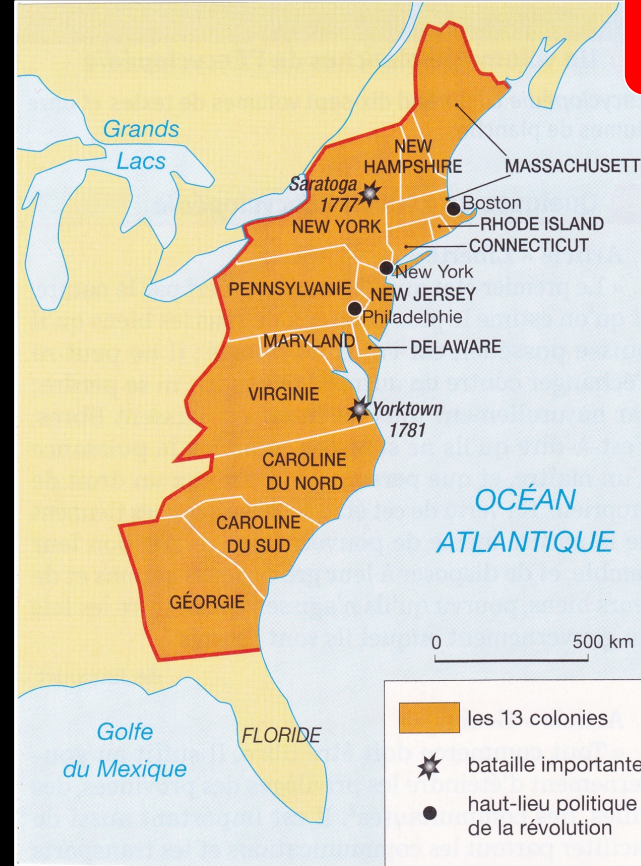 Grands
Lacs
NEW
HAMPSHIRE
MASSACHUSETT
Saratoga
1777
Boston
NEW YORK
RHODE ISLAND
CONNECTICUT
New York
PENNSYLVANIE
NEW JERSEY
Philadelphie
MARYLAND
DELAWARE
VIRGINIE
Yorktown
1781
CAROLINE
DU NORD
OCÉAN
ATLANTIQUE
CAROLINE
DU SUD
GÉORGIE
0 500 km
Golfe
du Mexique
FLORIDE
les 13 colonies
bataille importante
haut-lieu politique
de la révolution